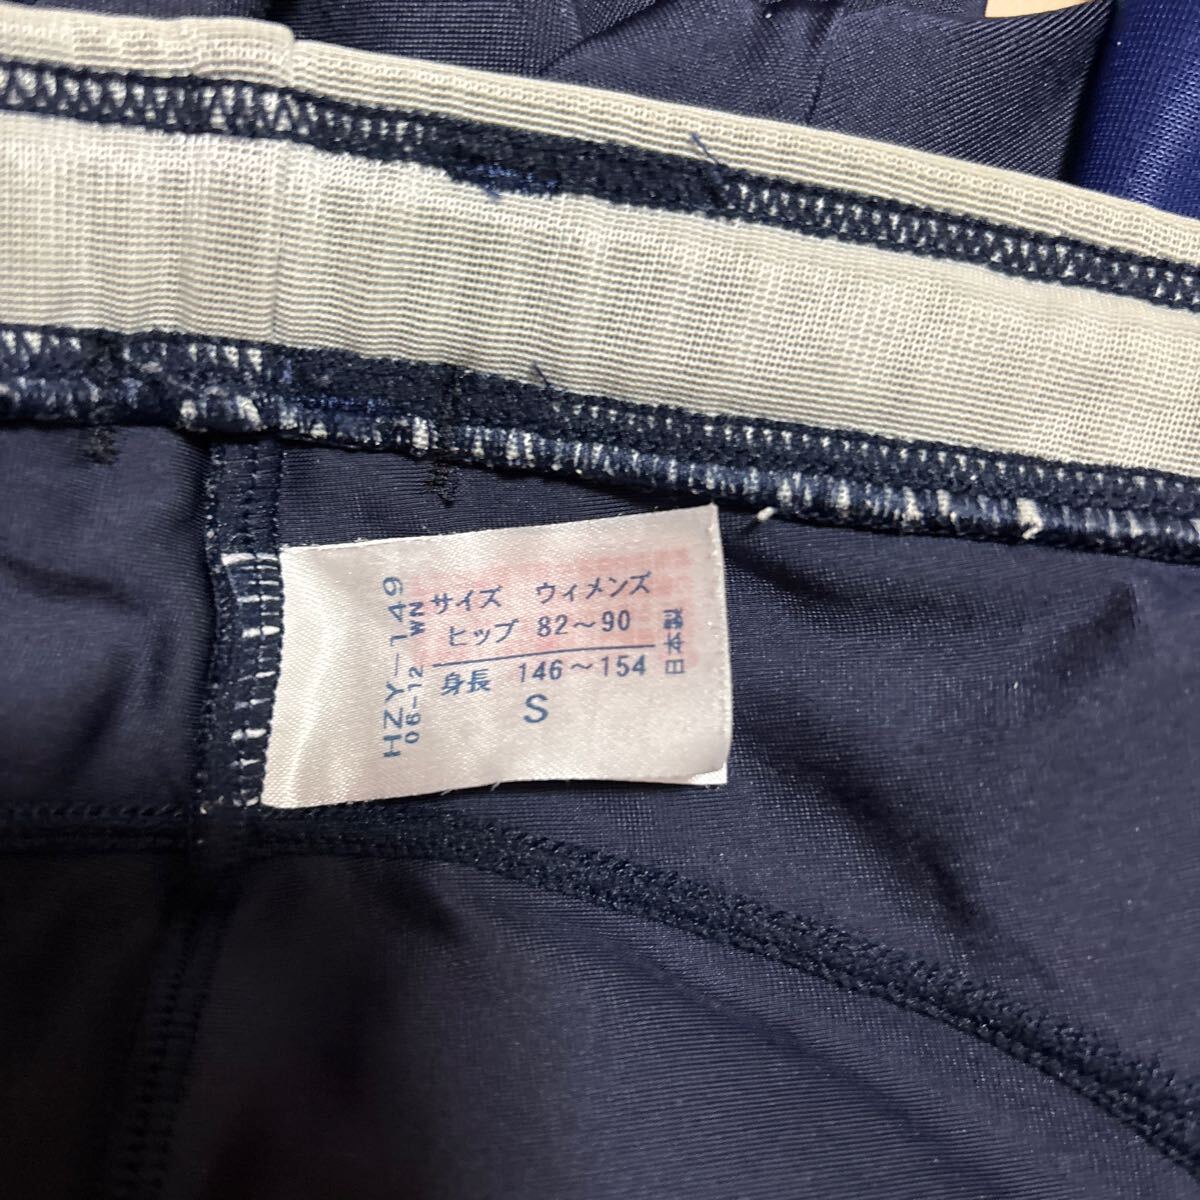 サイズ ウィメンズ
ヒップ 82～90
身長 146～154
S
日本製
HZY-149
06-12 WN